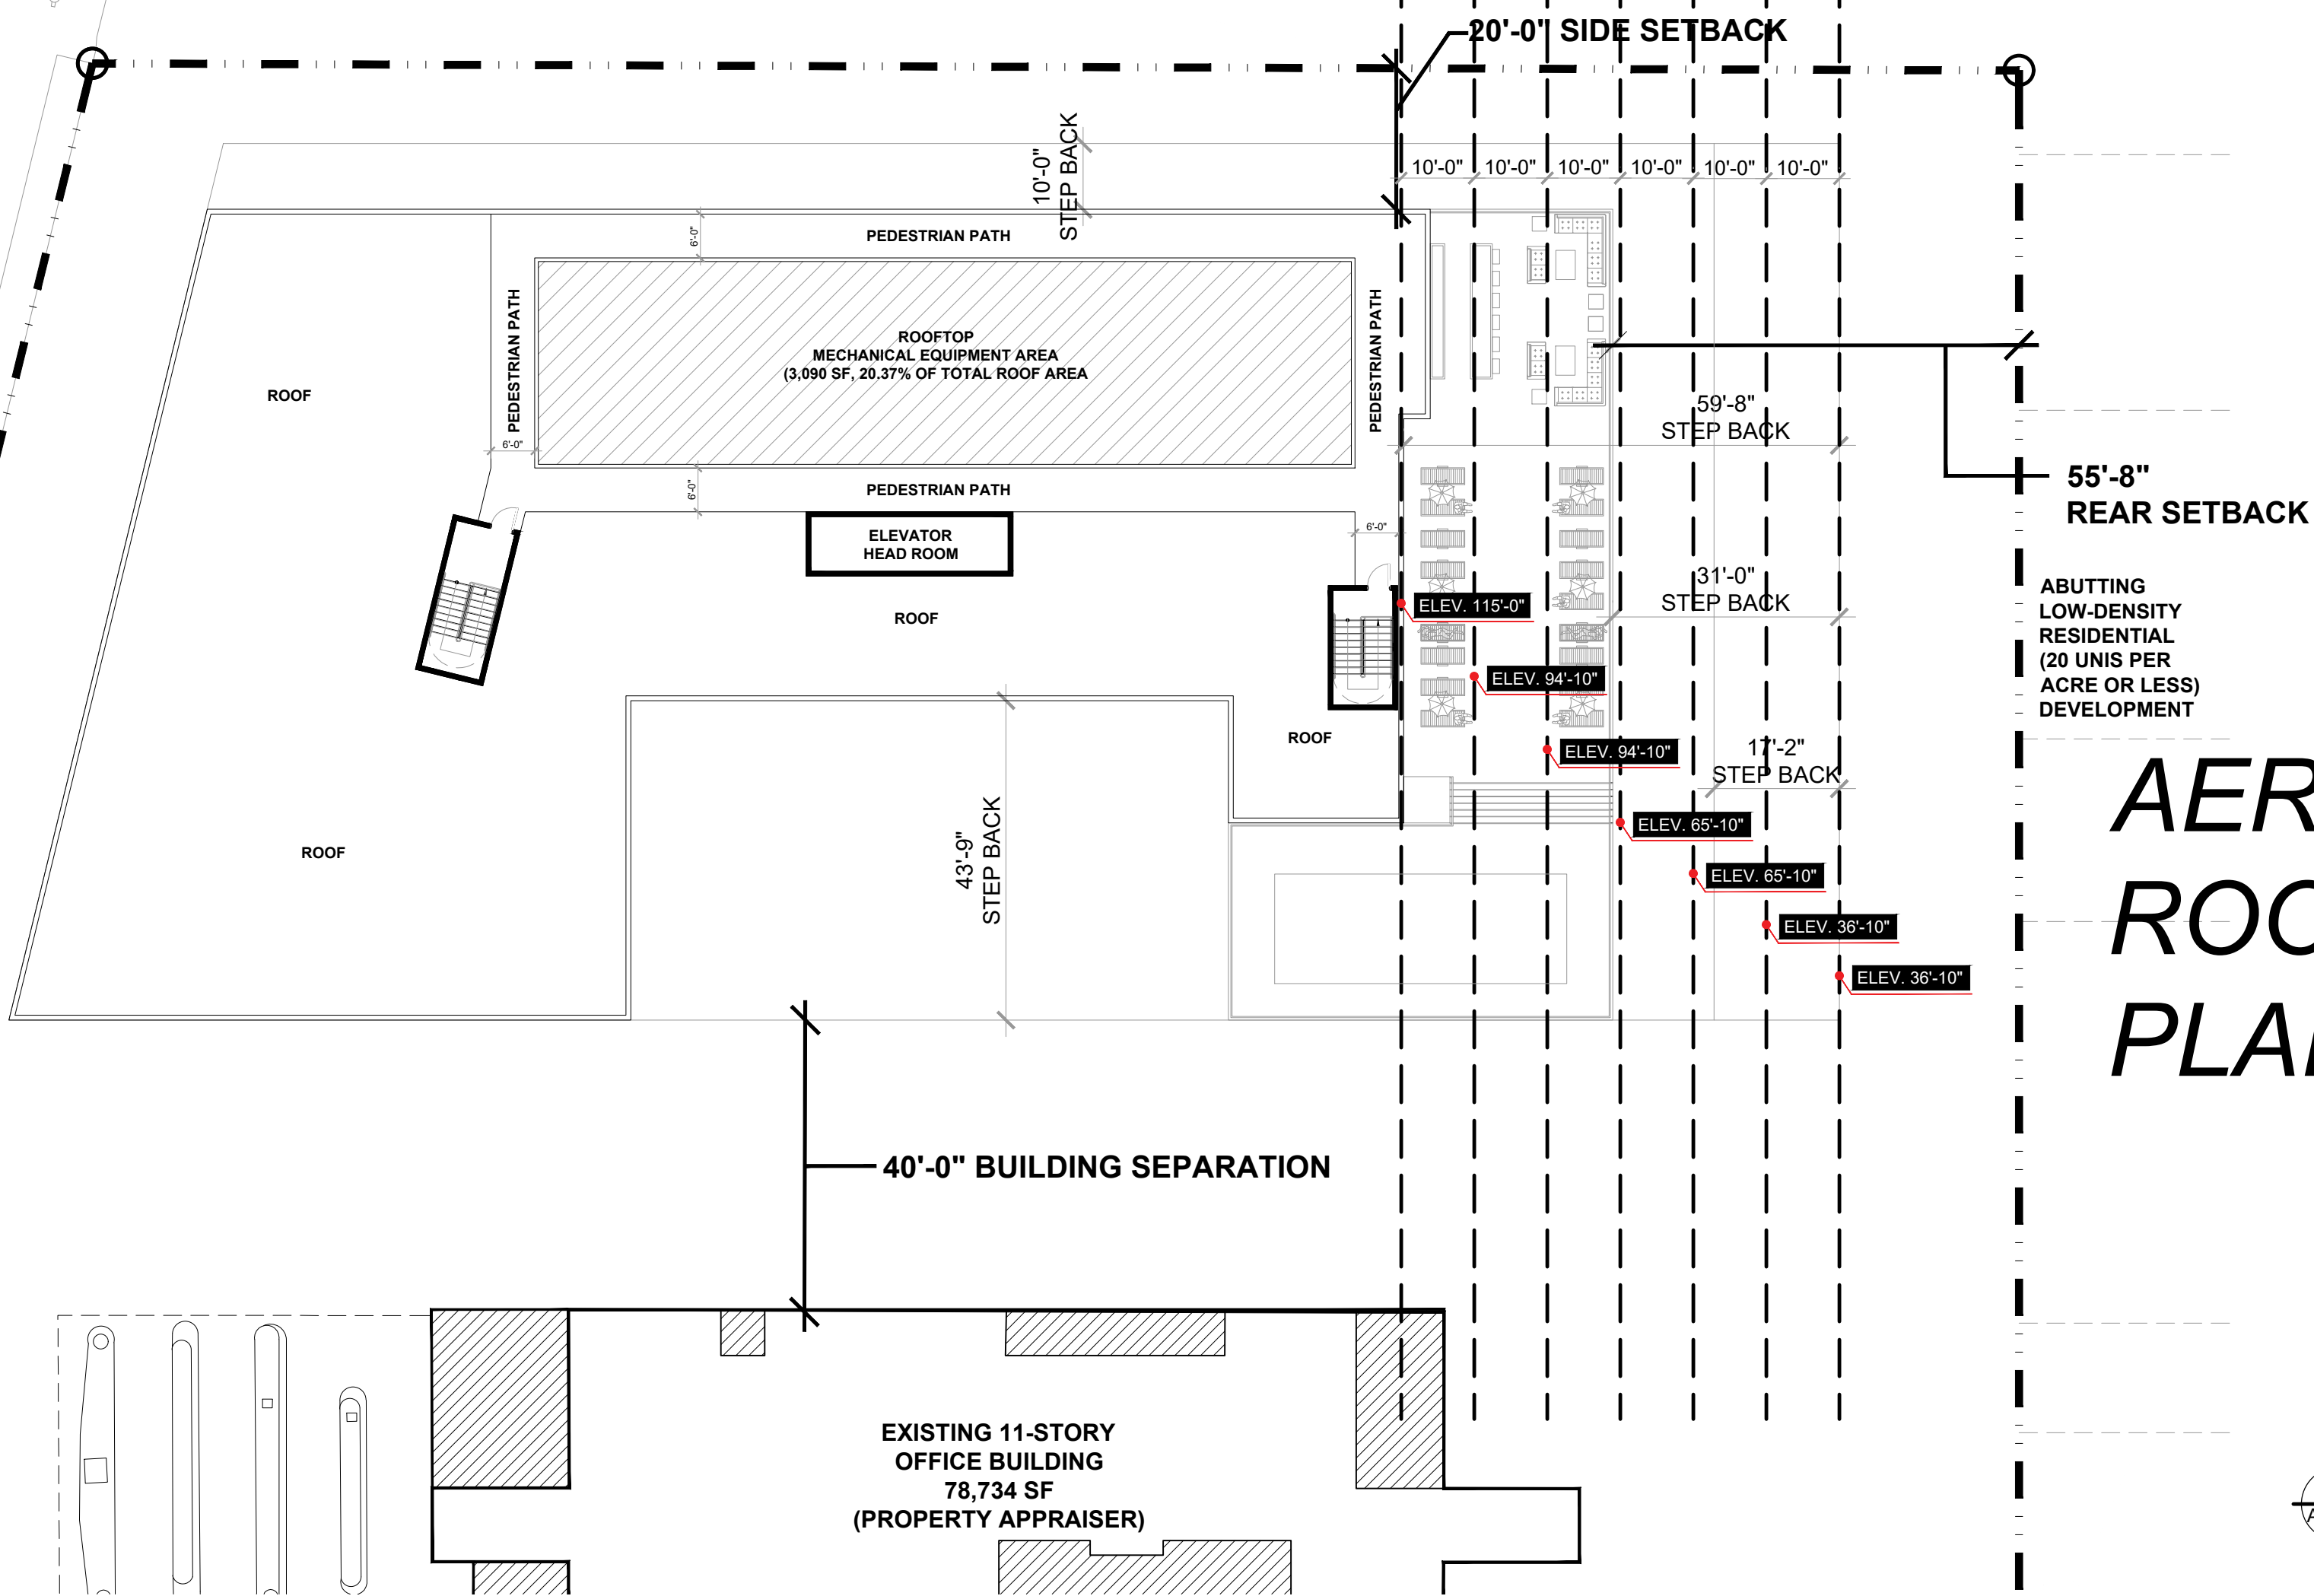 20'-0" SIDE SETBACK
10'-0"
STEP BACK
10'-0" 10'-0" 10'-0" 10'-0" 10'-0" 10'-0"
6'-0"
PEDESTRIAN PATH
PEDESTRIAN PATH
PEDESTRIAN PATH
ROOFTOP
MECHANICAL EQUIPMENT AREA
(3,090 SF, 20.37% OF TOTAL ROOF AREA
ROOF
59'-8"
STEP BACK
6'-0"
55'-8"
REAR SETBACK
6'-0"
PEDESTRIAN PATH
6'-0"
ELEVATOR
HEAD ROOM
31'-0"
STEP BACK
ABUTTING
LOW-DENSITY
RESIDENTIAL
(20 UNIS PER
ACRE OR LESS)
DEVELOPMENT
ELEV. 115'-0"
ROOF
ELEV. 94'-10"
ROOF
ELEV. 94'-10"
17'-2"
STEP BACK
ELEV. 65'-10"
ROOF
43'-9"
STEP BACK
ELEV. 65'-10"
ELEV. 36'-10"
ELEV. 36'-10"
AER
ROO
PLA
40'-0" BUILDING SEPARATION
EXISTING 11-STORY
OFFICE BUILDING
78,734 SF
(PROPERTY APPRAISER)